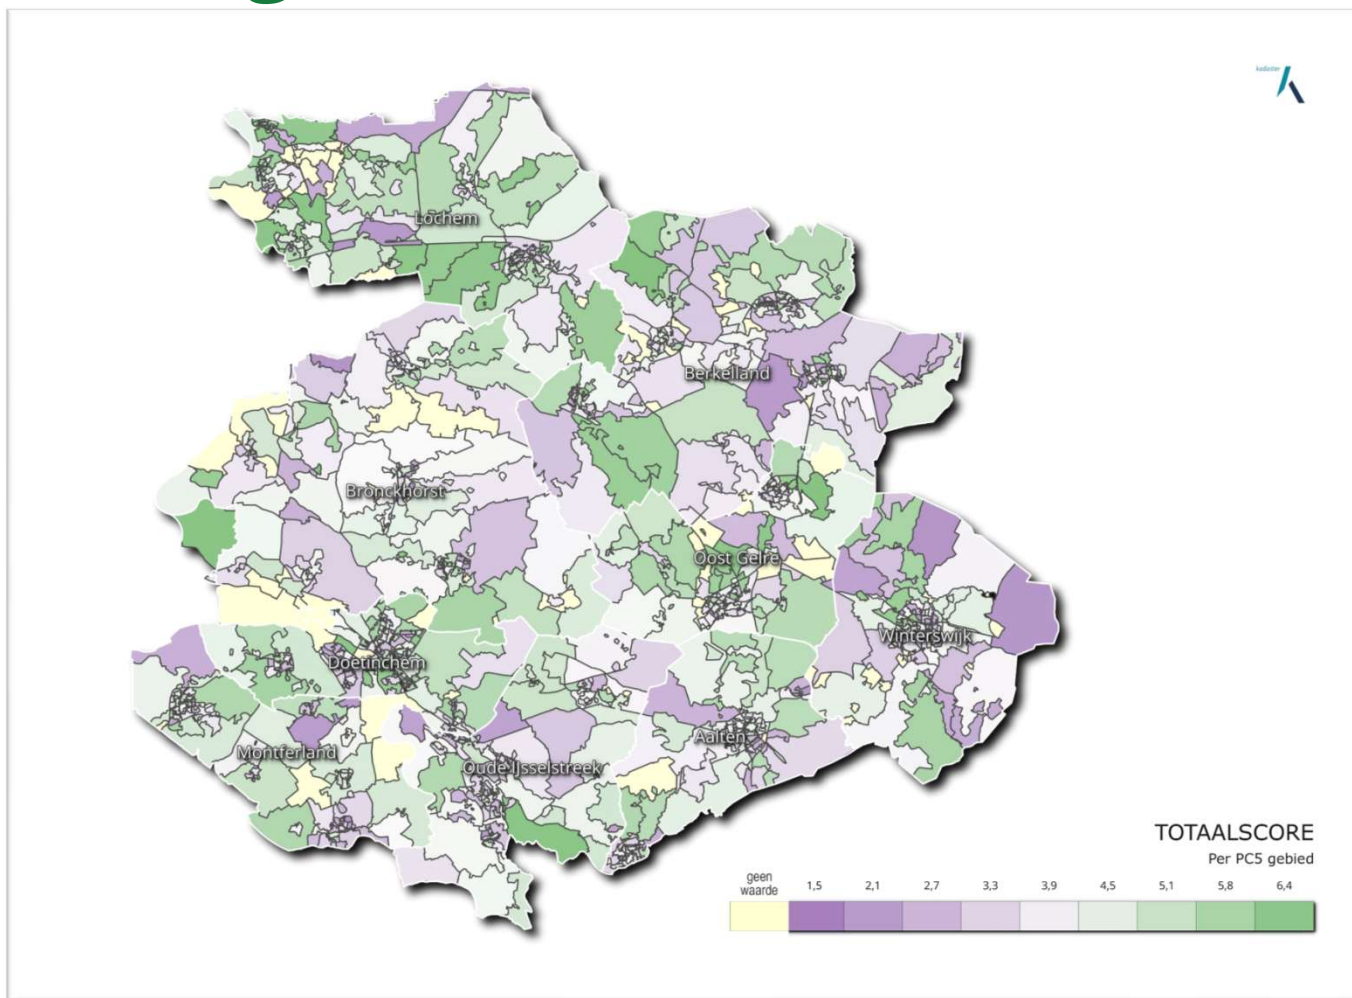 kadaster
Lochem
Berkelland
Bronckhorst
Oost Gelre
Winterswijk
Doetinchem
Aalten
Montferland
Oude IJsselstreek
TOTAALSCORE
Per PC5 gebied
geen
waarde
1,5 2,1 2,7 3,3 3,9 4,5 5,1 5,8 6,4